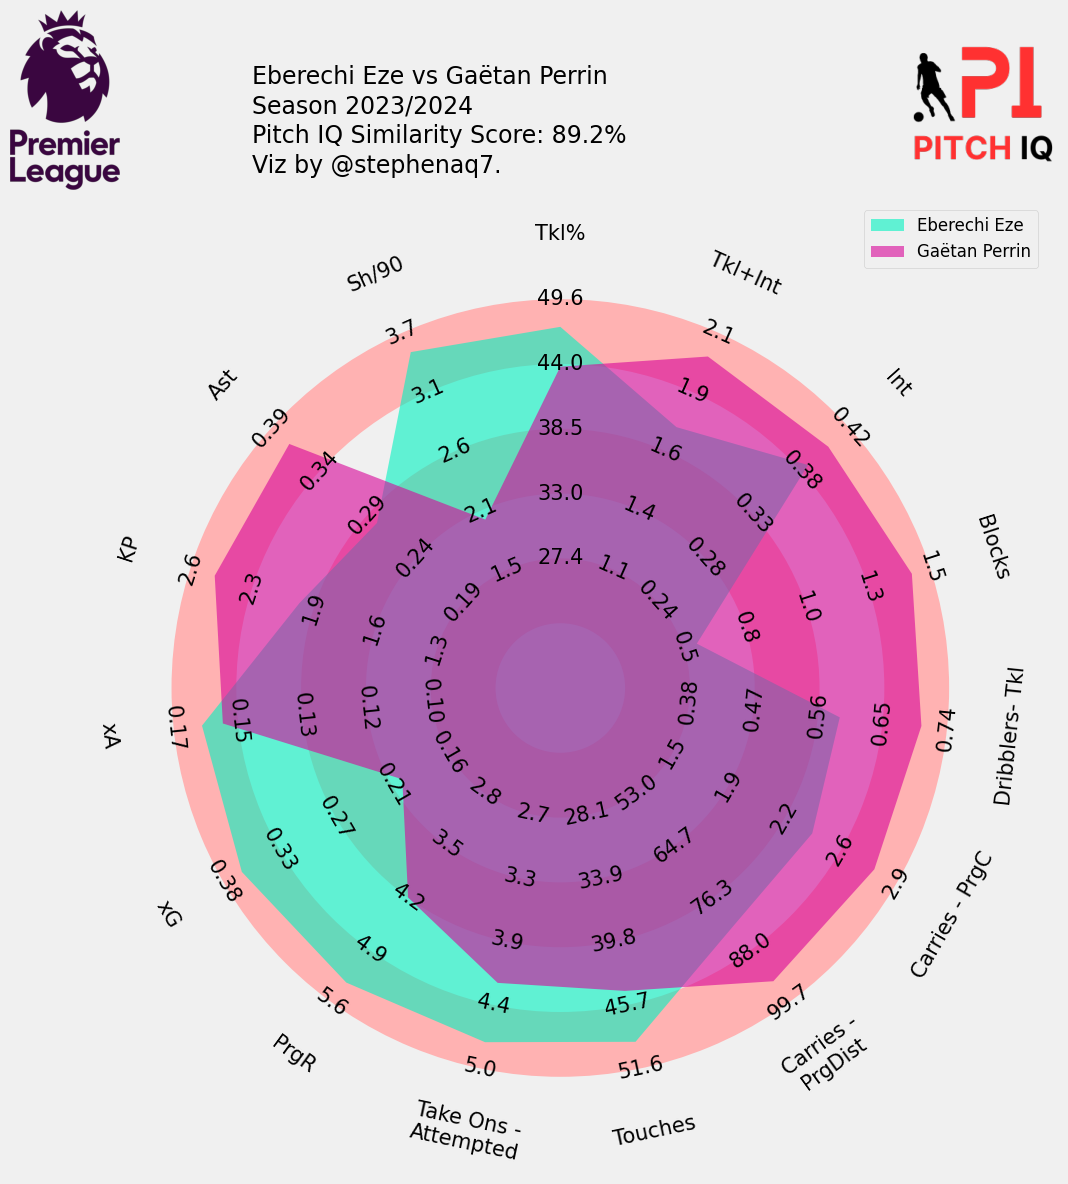 Premier
League
Eberechi Eze vs Gaëtan Perrin
Season 2023/2024
Pitch IQ Similarity Score: 89.2%
Viz by @stephenaq7.
PI
PITCH IQ
Eberechi Eze
Gaëtan Perrin
Tkl%
27.4
33.0
38.5
44.0
49.6
Tkl+Int
1.1
1.4
1.6
1.9
2.1
Int
0.24
0.28
0.33
0.38
0.42
Blocks
0.5
0.8
1.0
1.3
1.5
Dribblers- Tkl
0.38
0.47
0.56
0.65
0.74
Carries - PrgC
1.5
1.9
2.2
2.6
2.9
Carries -
PrgDist
53.0
64.7
76.3
88.0
99.7
Touches
28.1
33.9
39.8
45.7
51.6
Take Ons -
Attempted
2.7
3.3
3.9
4.4
5.0
PrgR
2.8
3.5
4.2
4.9
5.6
xG
0.16
0.21
0.27
0.33
0.38
xA
0.10
0.12
0.13
0.15
0.17
KP
1.3
1.6
1.9
2.3
2.6
Ast
0.19
0.24
0.29
0.34
0.39
Sh/90
1.5
2.1
2.6
3.1
3.7